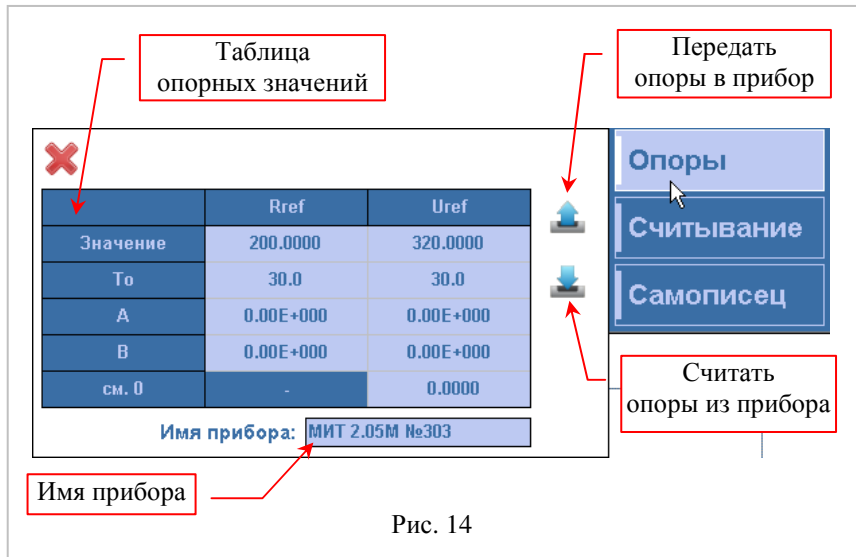 Таблица
опорных значений
Передать
опоры в прибор
Опоры
Rref Uref
Считывание
Значение 200.0000 320.0000
To 30.0 30.0
Самописец
A 0.00E+000 0.00E+000
B 0.00E+000 0.00E+000
см. 0 - 0.0000
Считать
опоры из прибора
Имя прибора: МИТ 2.05М №303
Имя прибора
Рис. 14